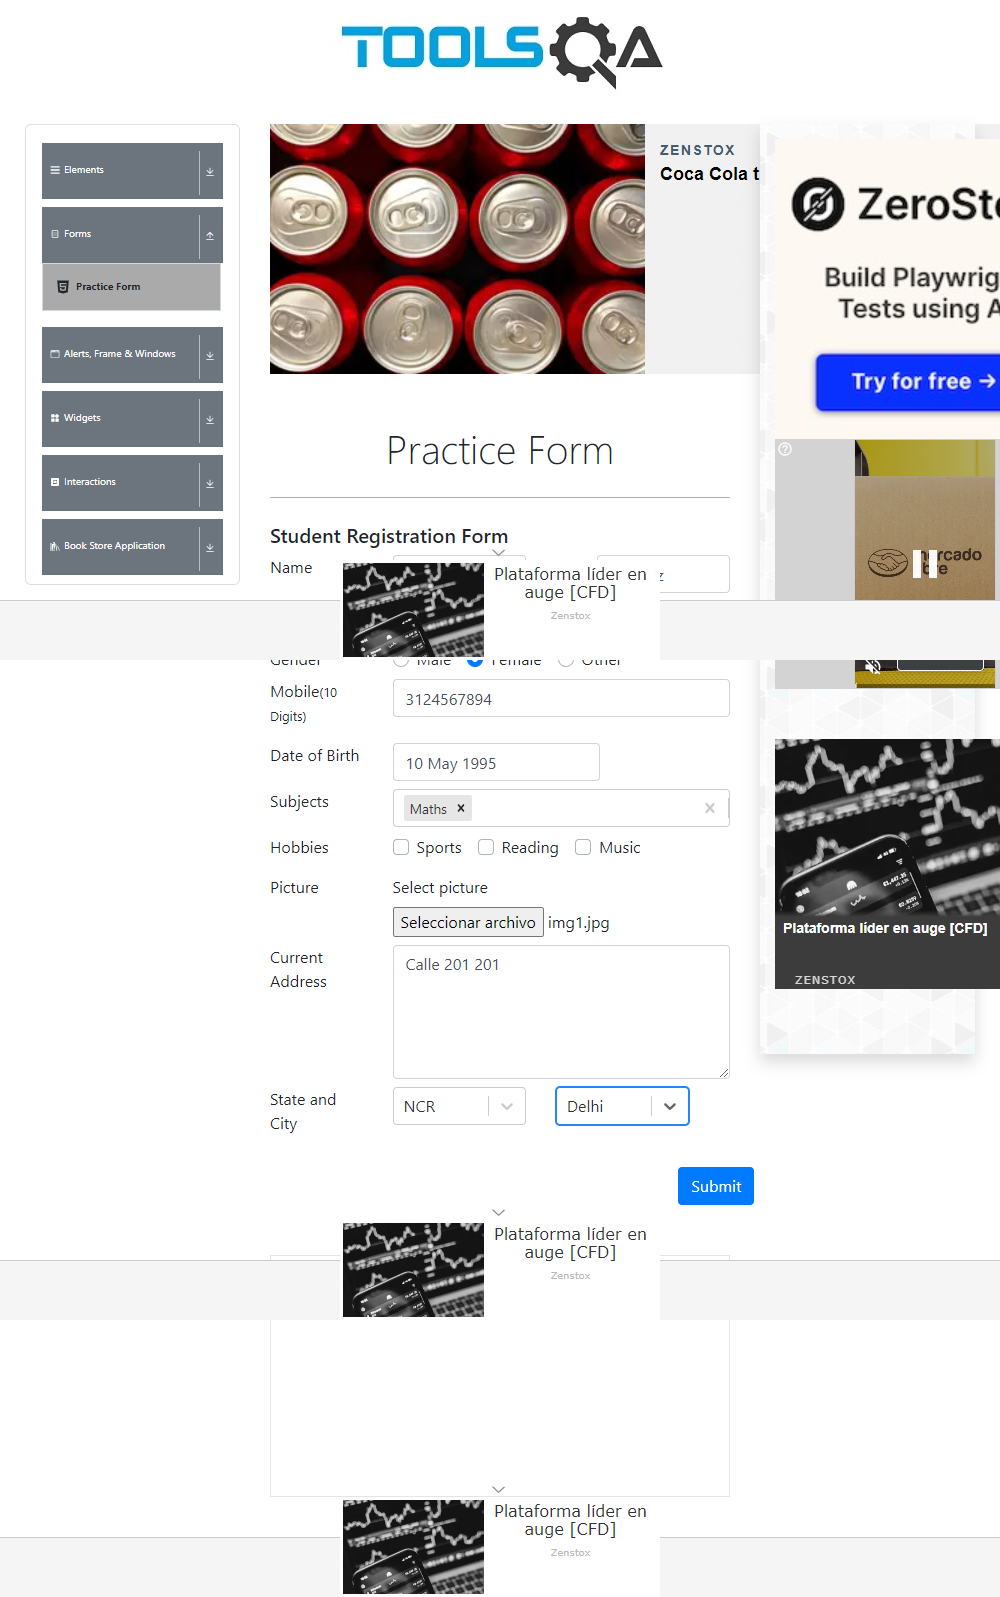 TOOLSQA
Elements
Forms
Practice Form
Alerts, Frame & Windows
Widgets
Interactions
Book Store Application
ZENSTOX
Coca Cola t
ZeroSte
Build Playwrig
Tests using A
Try for free →
Practice Form
Student Registration Form
Name
z
Plataforma líder en
auge [CFD]
Zenstox
Gender
Male
Female
Other
Mobile(10
Digits)
3124567894
Date of Birth
10 May 1995
Subjects
Maths
Hobbies
Sports
Reading
Music
Picture
Select picture
Seleccionar archivo
img1.jpg
Current
Address
Calle 201 201
State and
City
NCR
Delhi
Submit
Plataforma líder en auge [CFD]
ZENSTOX
Plataforma líder en
auge [CFD]
Zenstox
Plataforma líder en
auge [CFD]
Zenstox